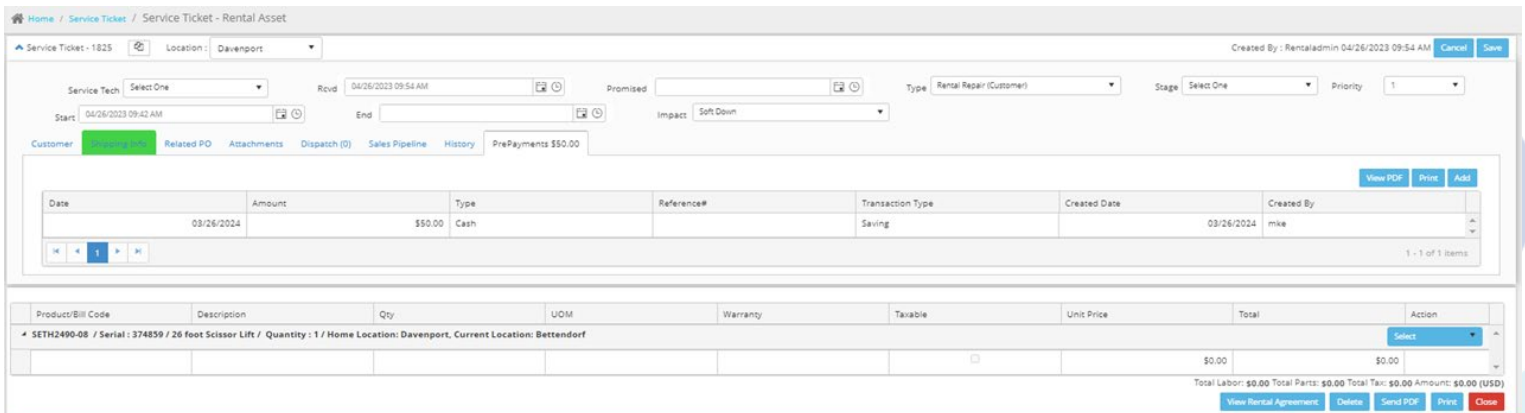 Home / Service Ticket / Service Ticket - Rental Asset
Service Ticket - 1825 Location : Davenport Created By : Rentaladmin 04/26/2023 09:54 AM Cancel Save
Service Tech Select One Rcvd 04/26/2023 09:54 AM Promised Type Rental Repair (Customer) Stage Select One Priority 1
Start 04/26/2023 09:42 AM End Impact Soft Down
Customer Shipping Info Related PO Attachments Dispatch (0) Sales Pipeline History PrePayments $50.00
View PDF Print Add
Date Amount Type Reference# Transaction Type Created Date Created By
03/26/2024 $50.00 Cash Saving 03/26/2024 mke
1 1 - 1 of 1 items
Product/Bill Code Description Qty UOM Warranty Taxable Unit Price Total Action
SETH2490-08 / Serial : 374859 / 26 foot Scissor Lift / Quantity : 1 / Home Location: Davenport, Current Location: Bettendorf Select
$0.00 $0.00
Total Labor: $0.00 Total Parts: $0.00 Total Tax: $0.00 Amount: $0.00 (USD)
View Rental Agreement Delete Send PDF Print Close